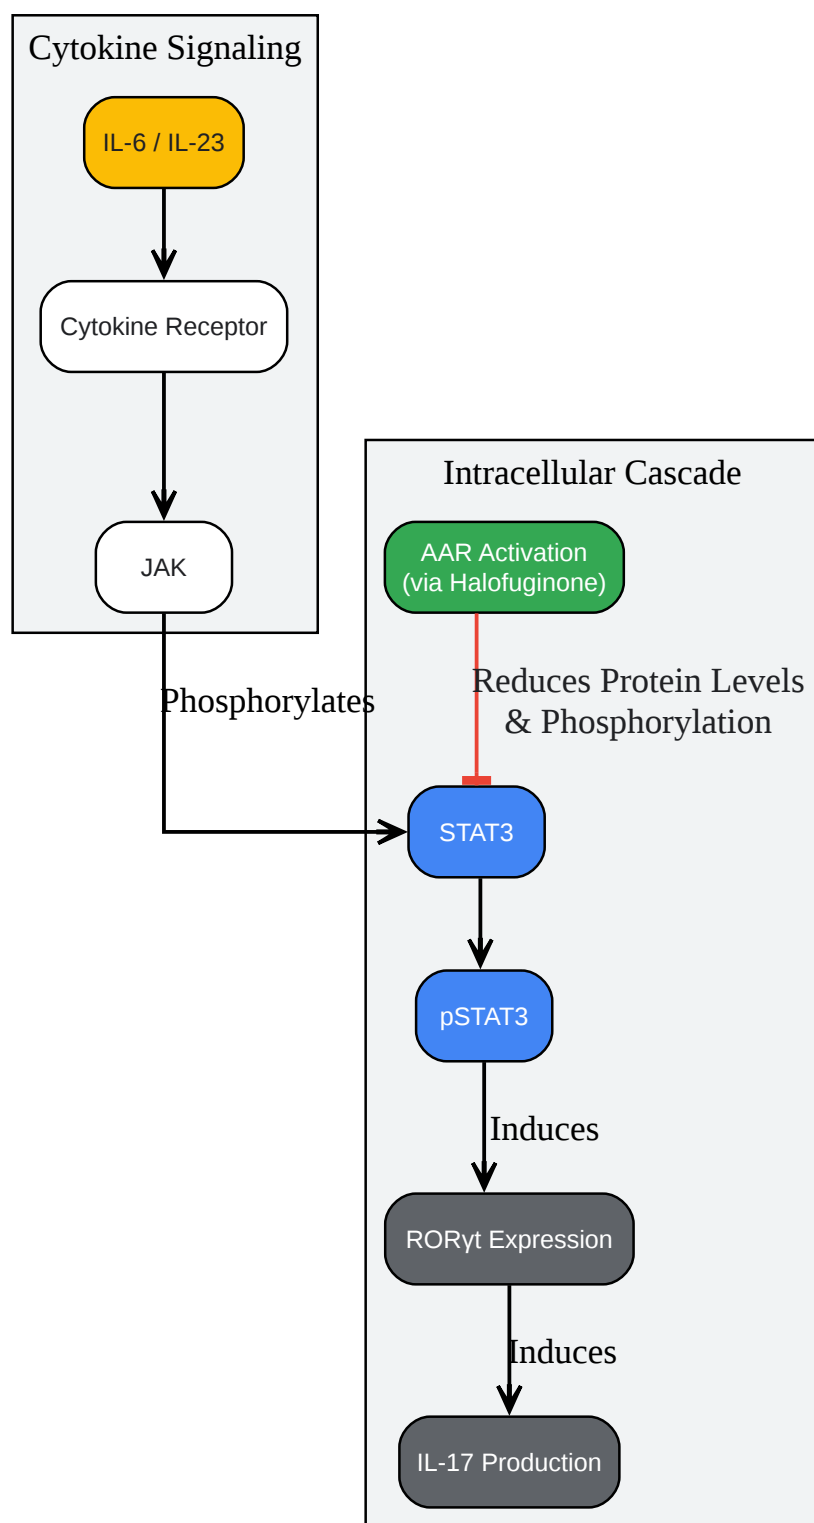 Cytokine Signaling
IL-6 / IL-23
Cytokine Receptor
JAK
Phosphorylates
Intracellular Cascade
AAR Activation
(via Halofuginone)
Reduces Protein Levels
& Phosphorylation
STAT3
pSTAT3
Induces
RORγt Expression
Induces
IL-17 Production